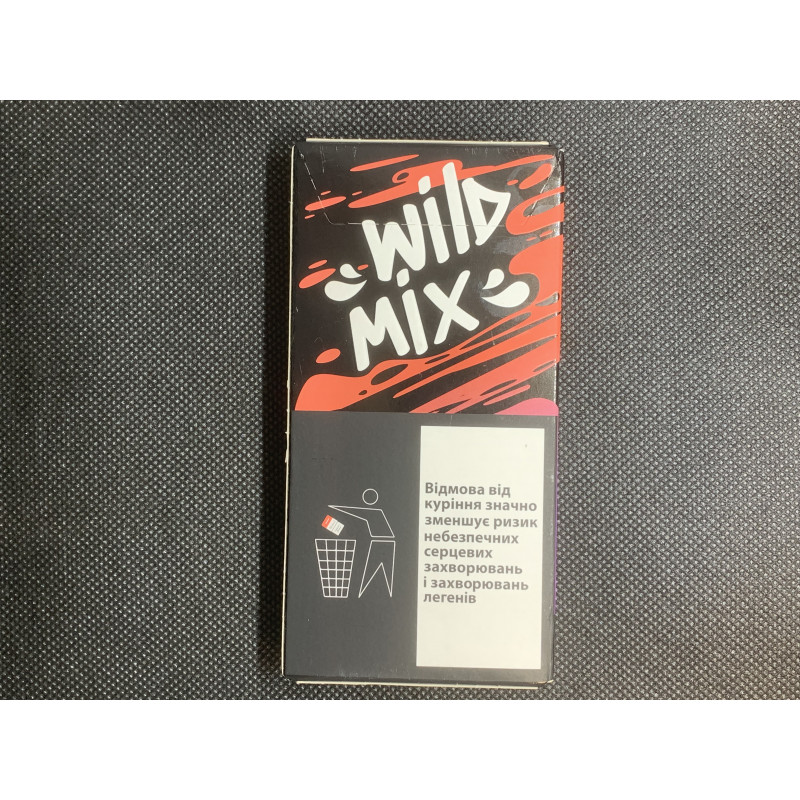 WilD
Mix
Відмова від
куріння значно
зменшує ризик
небезпечних
серцевих
захворювань
і захворювань
легенів